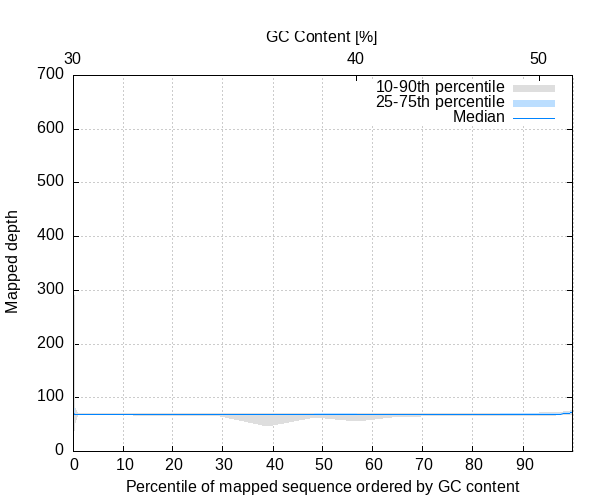 GC Content [%]
30 40 50
700
600
500
400
300
200
100
0
10-90th percentile
25-75th percentile
Median
Mapped depth
0 10 20 30 40 50 60 70 80 90
Percentile of mapped sequence ordered by GC content